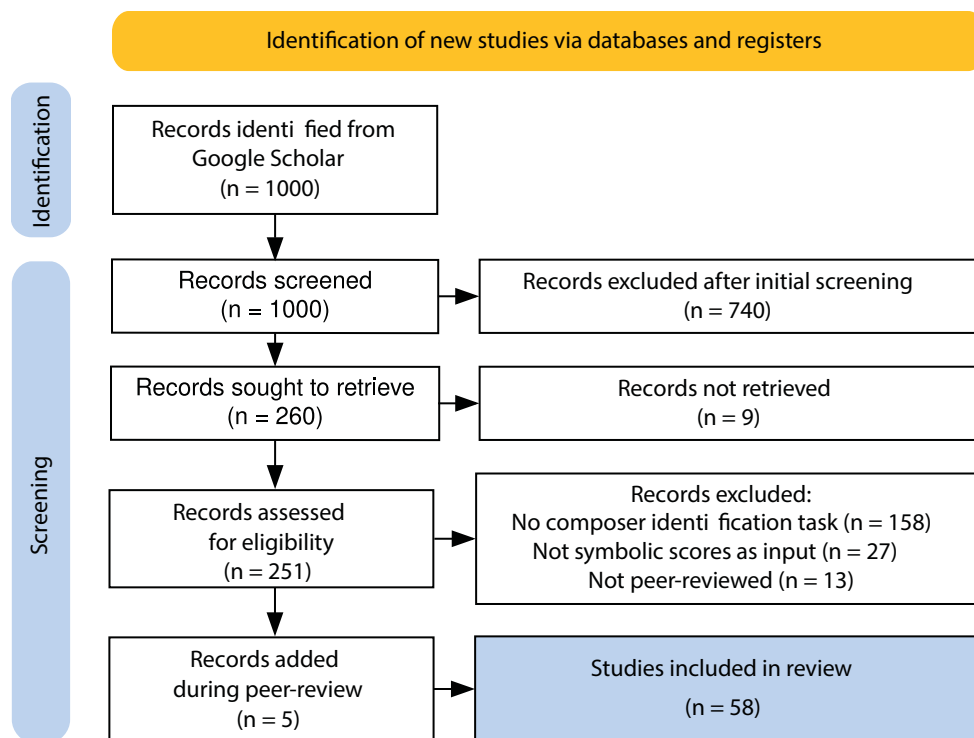 Identification of new studies via databases and registers
Identification
Records identi fied from
Google Scholar
(n = 1000)
Screening
Records screened
(n = 1000)
Records excluded after initial screening
(n = 740)
Records sought to retrieve
(n = 260)
Records not retrieved
(n = 9)
Records assessed
for eligibility
(n = 251)
Records excluded:
No composer identi fication task (n = 158)
Not symbolic scores as input (n = 27)
Not peer-reviewed (n = 13)
Records added
during peer-review
(n = 5)
Studies included in review
(n = 58)